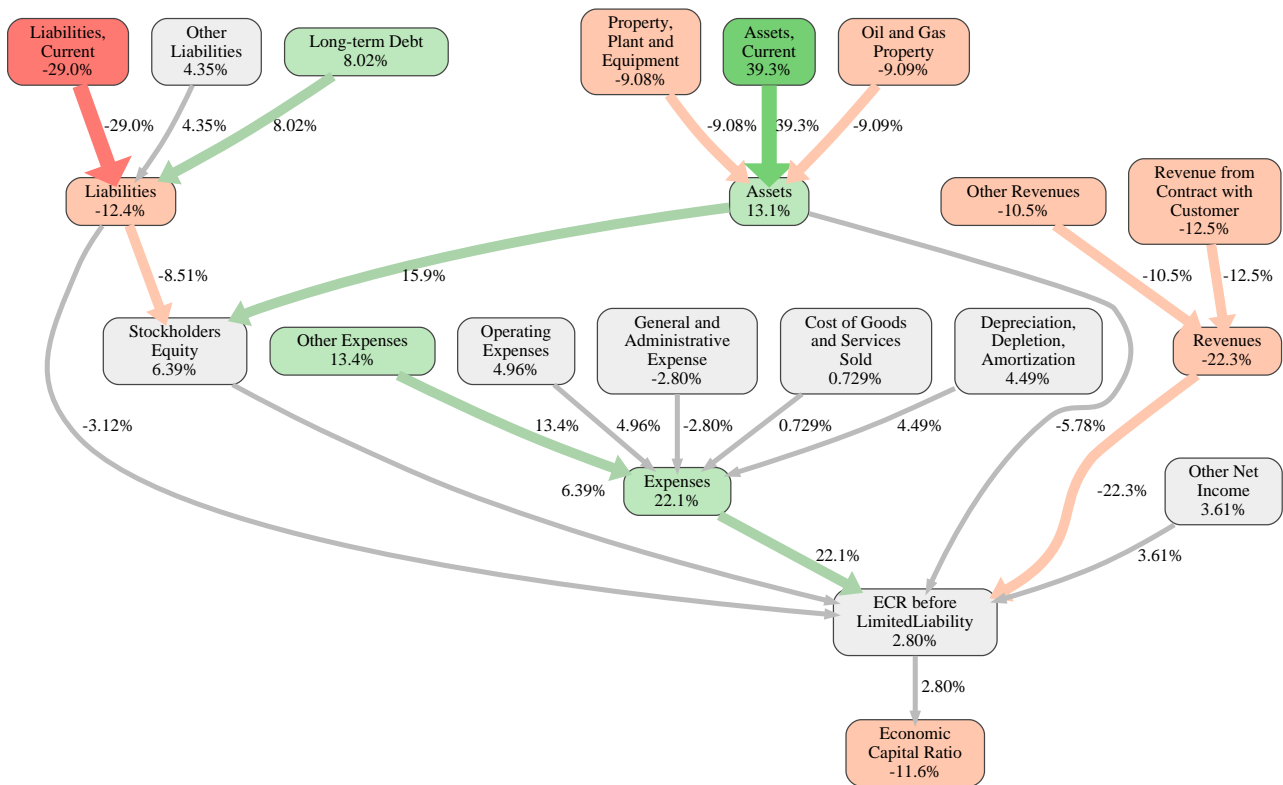 Liabilities,
Current
-29.0%
Other
Liabilities
4.35%
Long-term Debt
8.02%
Property,
Plant and
Equipment
-9.08%
Assets,
Current
39.3%
Oil and Gas
Property
-9.09%
-29.0%
4.35%
8.02%
-9.08%
39.3%
-9.09%
Liabilities
-12.4%
Assets
13.1%
Other Revenues
-10.5%
Revenue from
Contract with
Customer
-12.5%
-8.51%
15.9%
-10.5%
-12.5%
Stockholders
Equity
6.39%
Other Expenses
13.4%
Operating
Expenses
4.96%
General and
Administrative
Expense
-2.80%
Cost of Goods
and Services
Sold
0.729%
Depreciation,
Depletion,
Amortization
4.49%
Revenues
-22.3%
-3.12%
13.4%
4.96%
-2.80%
0.729%
4.49%
-5.78%
6.39%
Expenses
22.1%
-22.3%
Other Net
Income
3.61%
22.1%
3.61%
ECR before
LimitedLiability
2.80%
2.80%
Economic
Capital Ratio
-11.6%